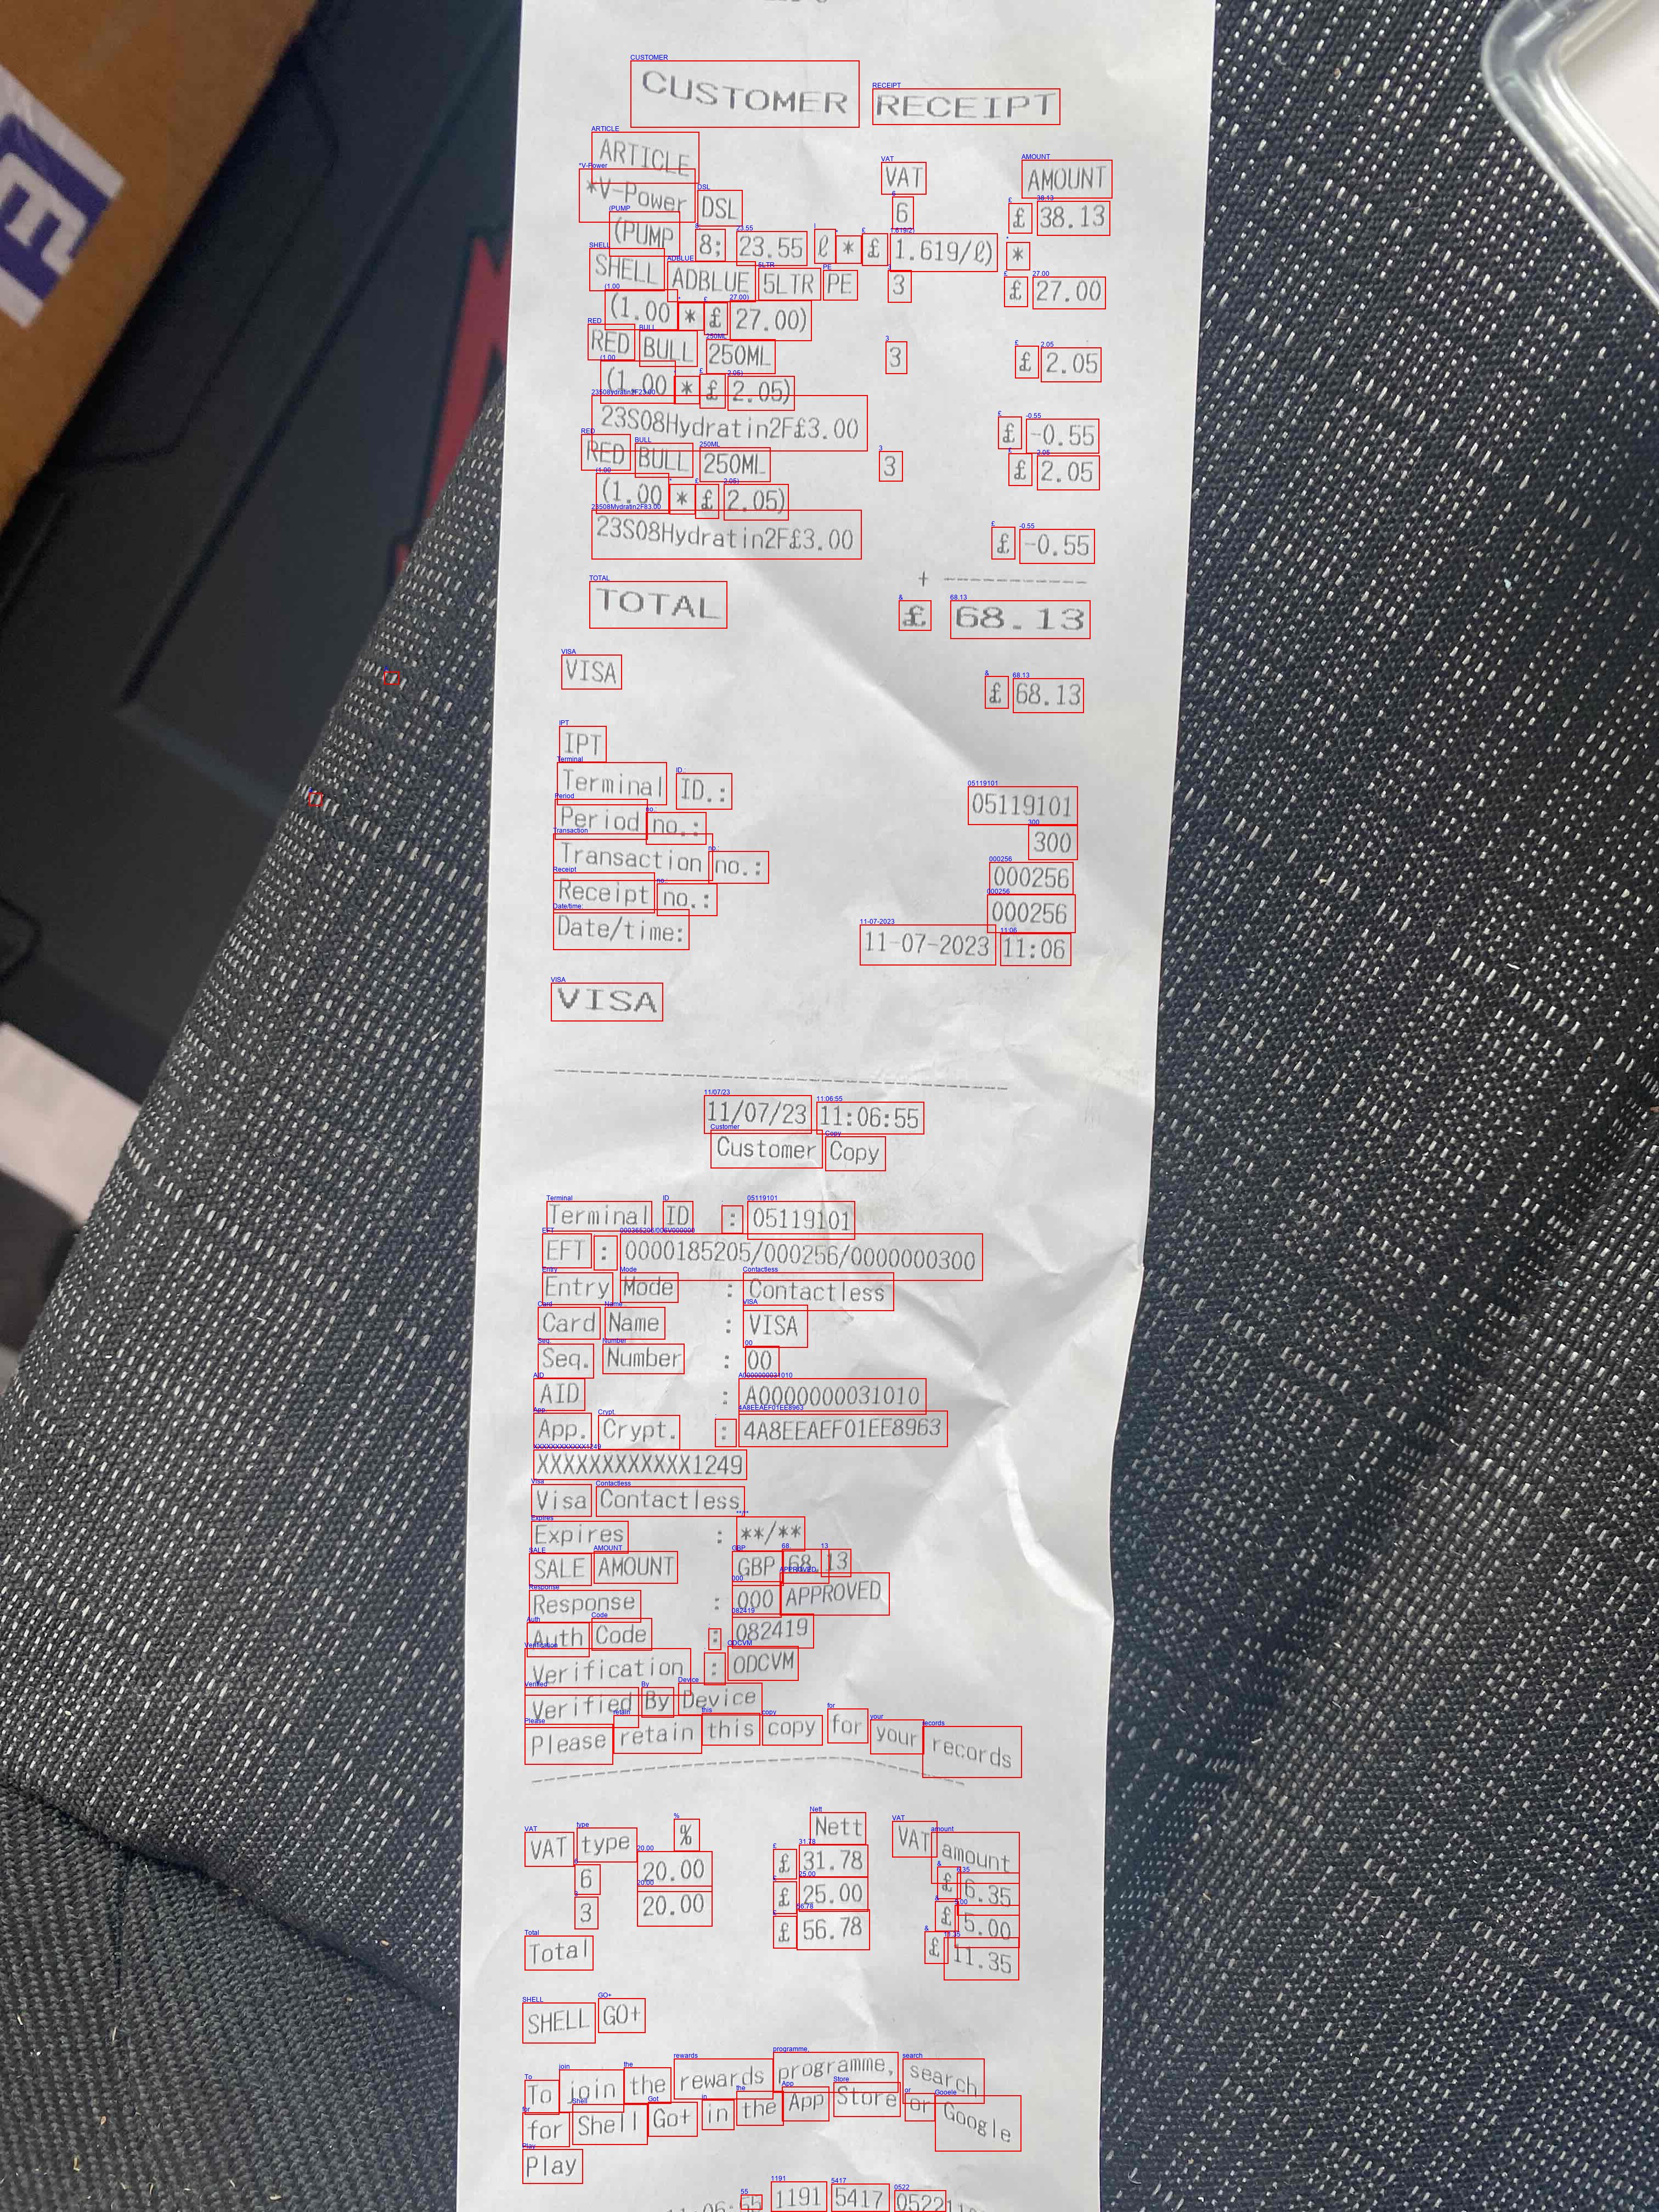 CUSTOMER RECEIPT
ARTICLE VAT AMOUNT
*V-Power DSL 6 £ 38.13
(PUMP 8; 23.55 ℓ * £ 1.619/ℓ) *
SHELL ADBLUE 5LTR PE 3 £ 27.00
(1.00 * £ 27.00)
RED BULL 250ML 3 £ 2.05
(1.00 * £ 2.05)
23S08Hydratin2F£3.00 £ -0.55
RED BULL 250ML 3 £ 2.05
(1.00 * £ 2.05)
23S08Hydratin2F£3.00 £ -0.55
+ -----------
TOTAL £ 68.13
VISA £ 68.13
IPT
Terminal ID.: 05119101
Period no.: 300
Transaction no.: 000256
Receipt no.: 000256
Date/time: 11-07-2023 11:06
VISA
11/07/23 11:06:55
Customer Copy
Terminal ID : 05119101
EFT : 0000185205/000256/0000000300
Entry Mode : Contactless
Card Name : VISA
Seq. Number : 00
AID : A0000000031010
App. Crypt. : 4A8EEAEF01EE8963
XXXXXXXXXXXX1249
Visa Contactless
Expires : **/**
SALE AMOUNT GBP 68.13
Response : 000 APPROVED
Auth Code : 082419
Verification : ODCVM
Verified By Device
Please retain this copy for your records
VAT type % Nett VAT amount
6 20.00 £ 31.78 £ 6.35
3 20.00 £ 25.00 £ 5.00
Total £ 56.78 £ 11.35
SHELL GO+
To join the rewards programme, search
for Shell Go+ in the App Store or Google
Play
1191 5417 0522